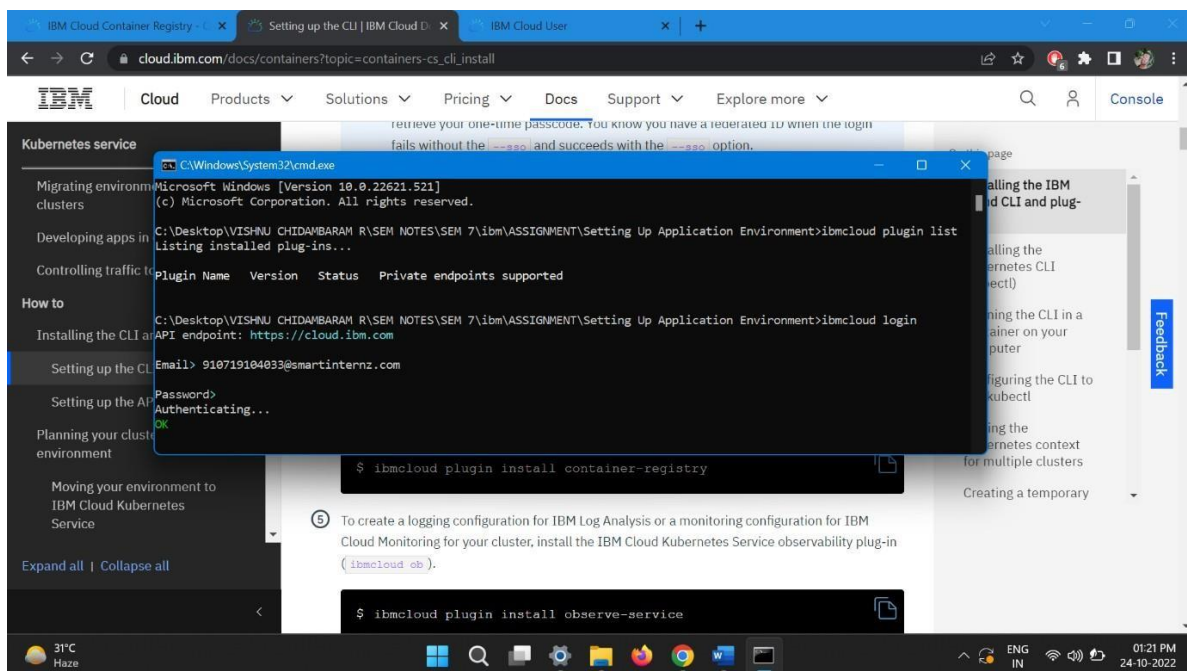 IBM Cloud Container Registry - C
Setting up the CLI | IBM Cloud D
IBM Cloud User
cloud.ibm.com/docs/containers?topic=containers-cs_cli_install
6
IBM Cloud Products Solutions Pricing Docs Support Explore more Console
retrieve your one-time passcode. You know you have a federated ID when the login
fails without the --sso and succeeds with the --sso option.
Kubernetes service
Migrating environm
clusters
Developing apps in
Controlling traffic to
How to
Installing the CLI an
Setting up the CL
Setting up the AP
Planning your cluste
environment
Moving your environment to
IBM Cloud Kubernetes
Service
Expand all | Collapse all
C:\Windows\System32\cmd.exe
Microsoft Windows [Version 10.0.22621.521]
(c) Microsoft Corporation. All rights reserved.
C:\Desktop\VISHNU CHIDAMBARAM R\SEM NOTES\SEM 7\ibm\ASSIGNMENT\Setting Up Application Environment>ibmcloud plugin list
Listing installed plug-ins...
Plugin Name Version Status Private endpoints supported
C:\Desktop\VISHNU CHIDAMBARAM R\SEM NOTES\SEM 7\ibm\ASSIGNMENT\Setting Up Application Environment>ibmcloud login
API endpoint: https://cloud.ibm.com
Email> 910719104033@smartinternz.com
Password>
Authenticating...
OK
$ ibmcloud plugin install container-registry
5 To create a logging configuration for IBM Log Analysis or a monitoring configuration for IBM
Cloud Monitoring for your cluster, install the IBM Cloud Kubernetes Service observability plug-in
( ibmcloud ob ).
$ ibmcloud plugin install observe-service
page
alling the IBM
d CLI and plug-
alling the
ernetes CLI
ectl)
ning the CLI in a
ainer on your
puter
figuring the CLI to
kubectl
ing the
ernetes context
for multiple clusters
Creating a temporary
Feedback
31°C
Haze
ENG
IN
01:21 PM
24-10-2022